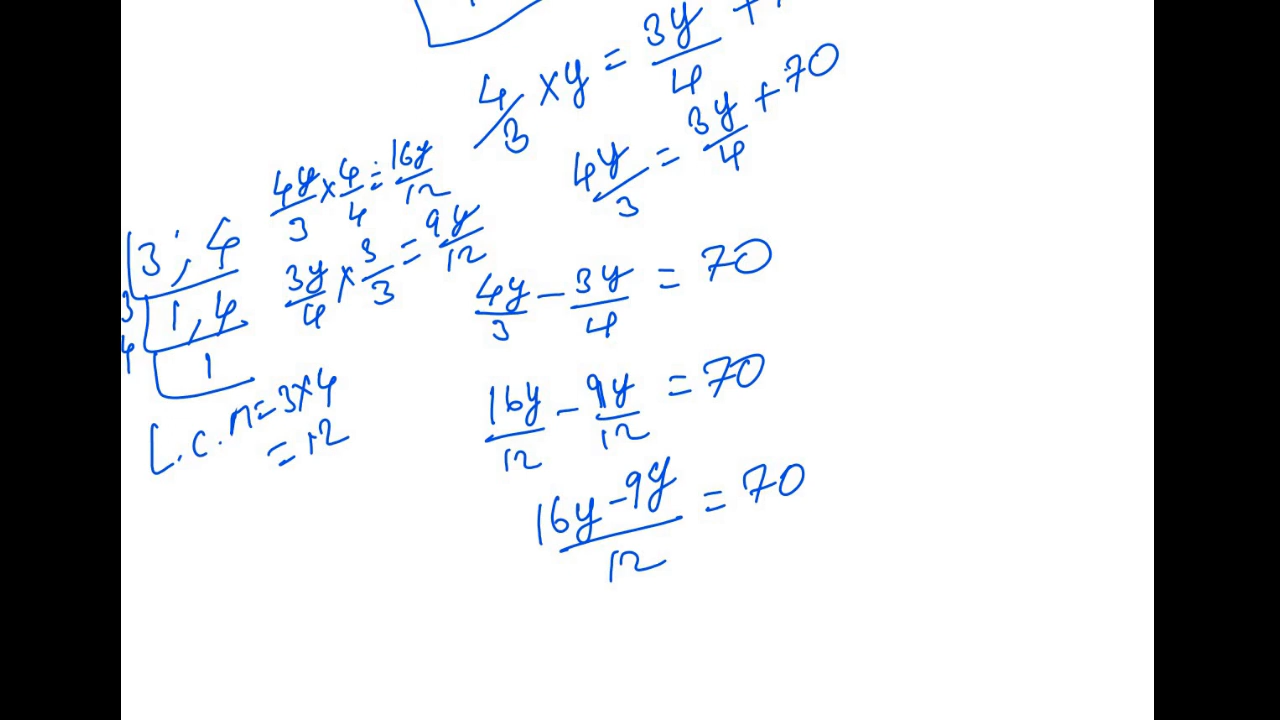 4/3 × y = 3y/4 +
4y/3 = 3y/4 + 70
4y/3 × 4/4 = 16y/12
3y/4 × 3/3 = 9y/12
3, 4
3 1, 4
4 1
L.C.M = 3×4
= 12
4y/3 − 3y/4 = 70
16y/12 − 9y/12 = 70
16y − 9y/12 = 70